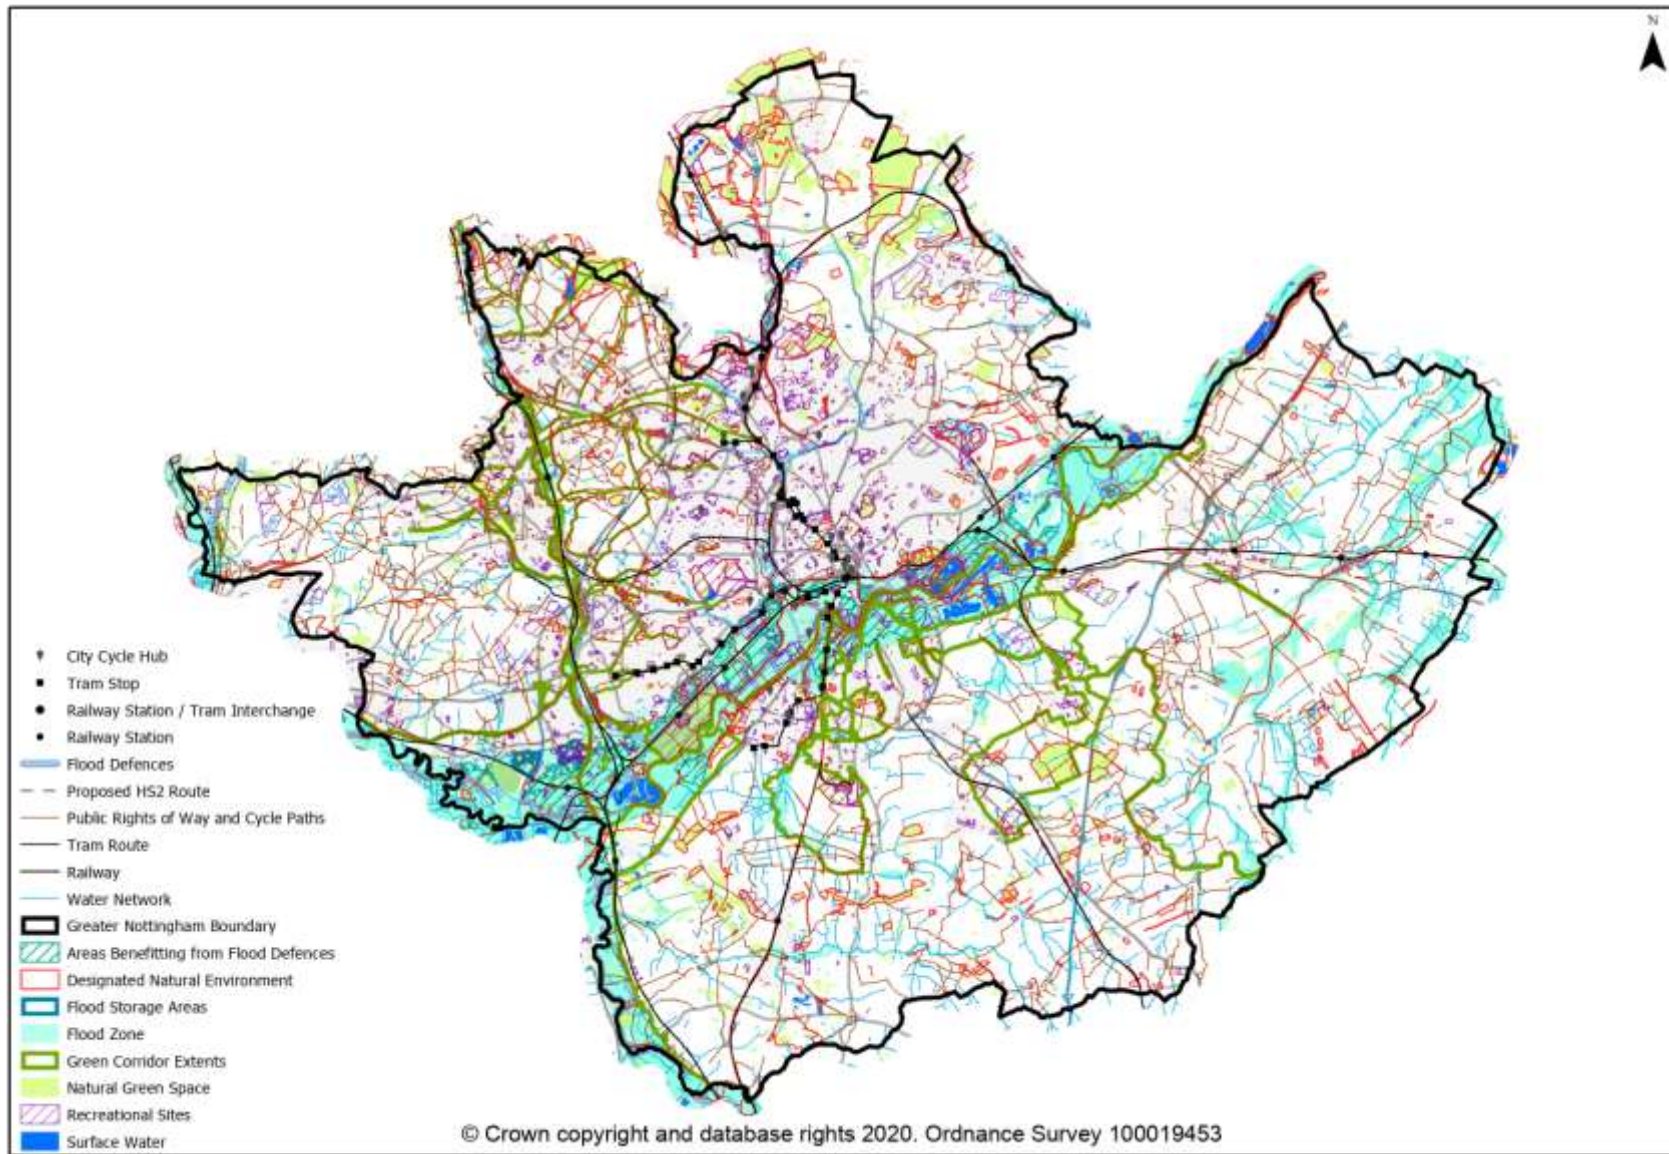 N
City Cycle Hub
Tram Stop
Railway Station / Tram Interchange
Railway Station
Flood Defences
Proposed HS2 Route
Public Rights of Way and Cycle Paths
Tram Route
Railway
Water Network
Greater Nottingham Boundary
Areas Benefitting from Flood Defences
Designated Natural Environment
Flood Storage Areas
Flood Zone
Green Corridor Extents
Natural Green Space
Recreational Sites
Surface Water
© Crown copyright and database rights 2020. Ordnance Survey 100019453